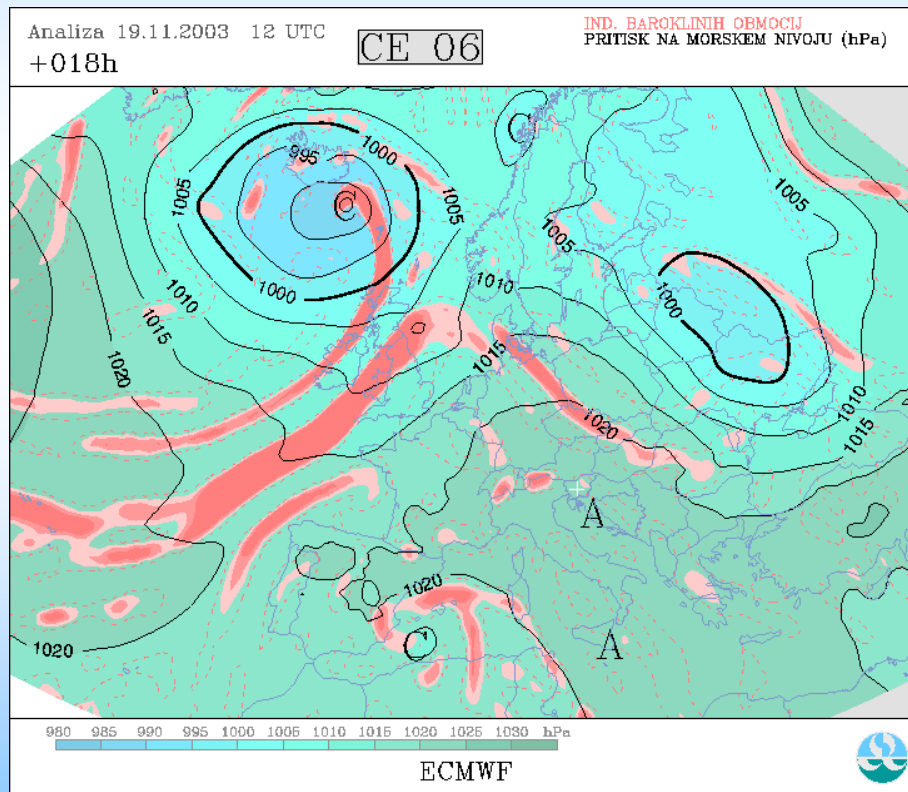 Analiza 19.11.2003 12 UTC
+018h
CE 06
IND. BAROKLINIH OBMOCIJ
PRITISK NA MORSKEM NIVOJU (hPa)
C
995
1000
1005
1005
1005
1005
1000
1000
1010
1010
1015
1015
1020
1020
1010
1015
A
1020
1020
C
A
980 985 990 995 1000 1005 1010 1015 1020 1025 1030 hPa
ECMWF